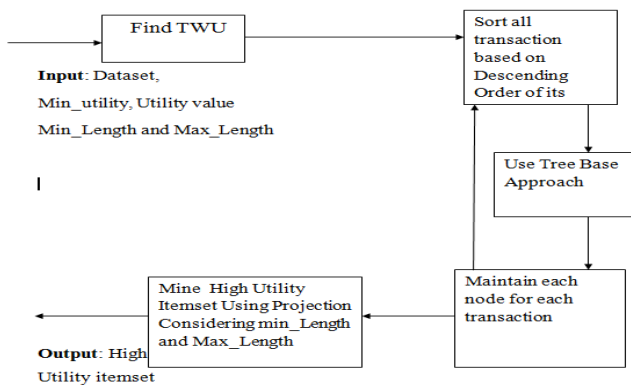 Find TWU
Input: Dataset,
Min_utility, Utility value
Min_Length and Max_Length
Sort all
transaction
based on
Descending
Order of its
Use Tree Base
Approach
Maintain each
node for each
transaction
Mine High Utility
Itemset Using Projection
Considering min_Length
and Max_Length
Output: High
Utility itemset